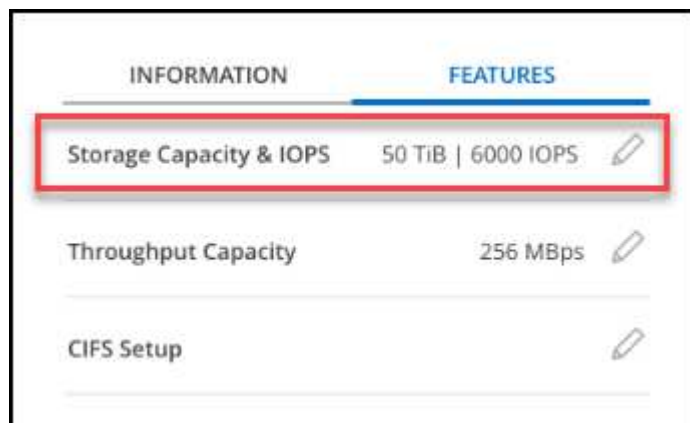 INFORMATION FEATURES
Storage Capacity & IOPS 50 TiB | 6000 IOPS
Throughput Capacity 256 MBps
CIFS Setup